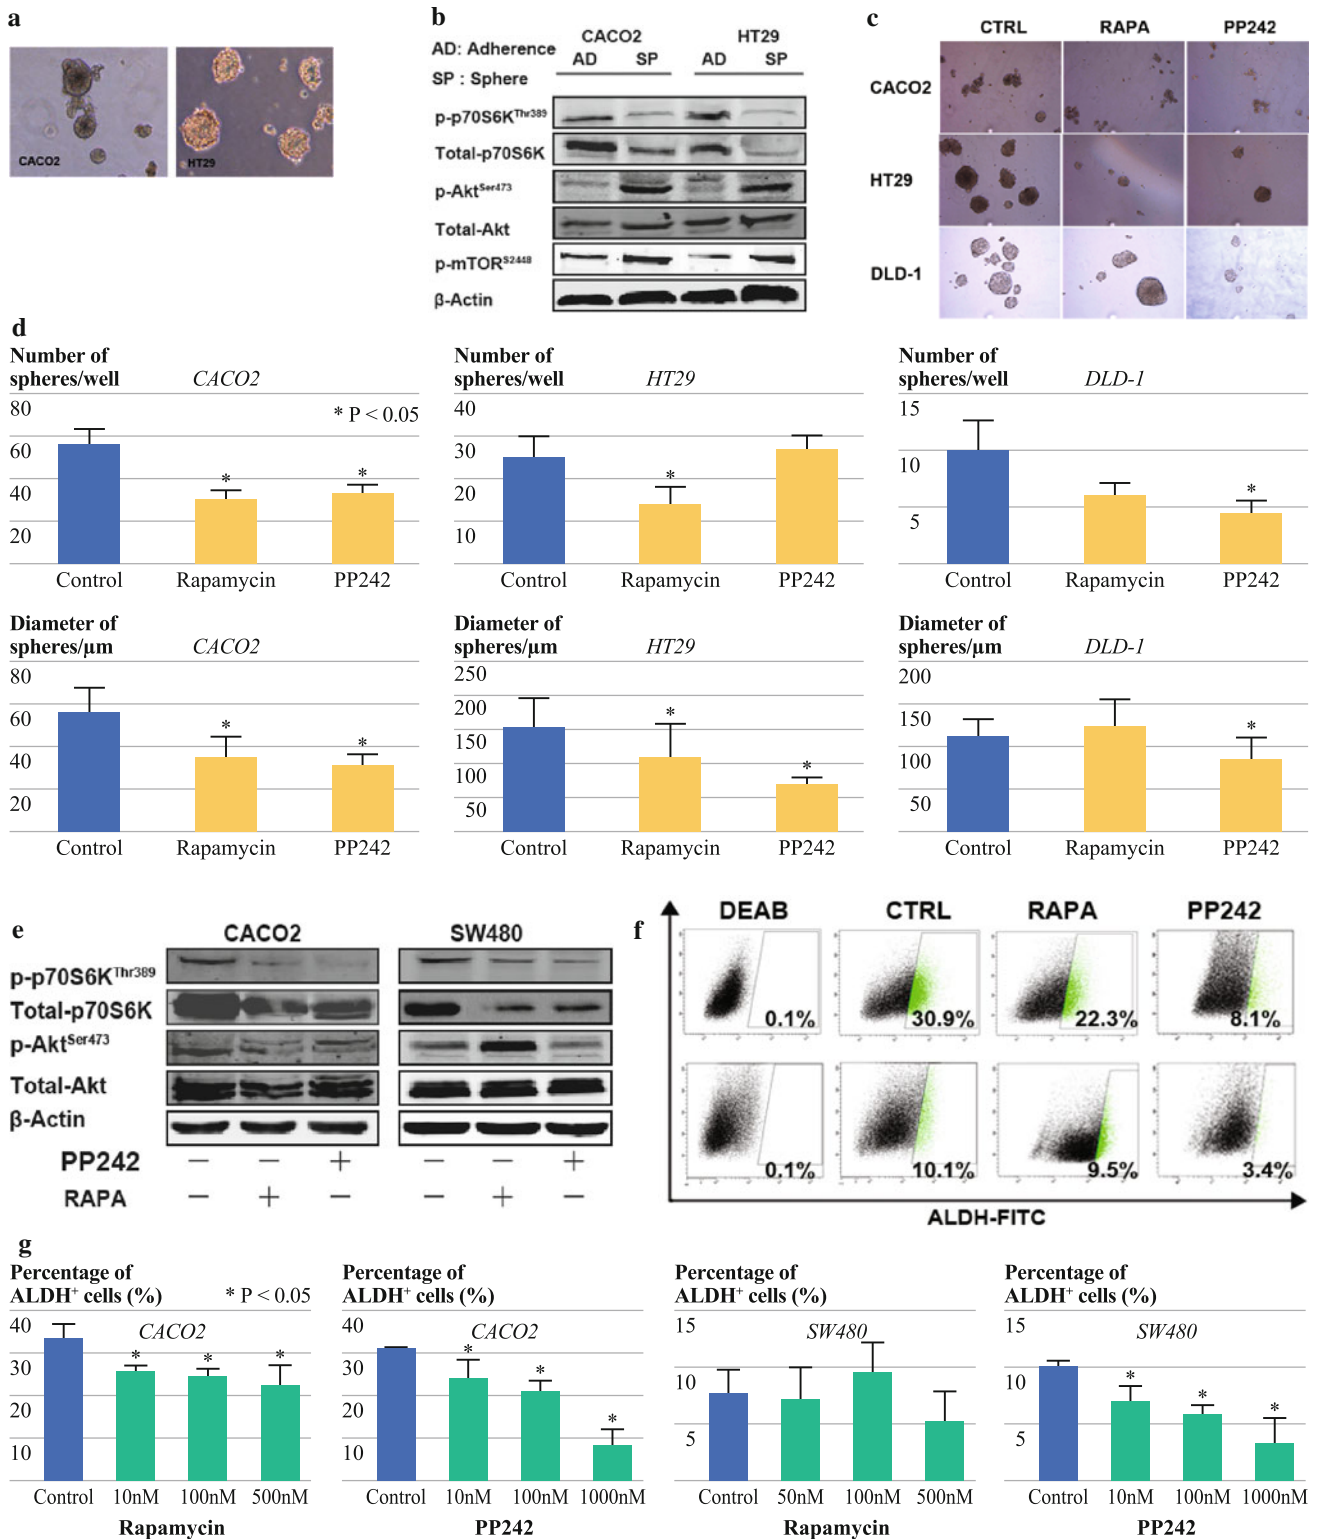 a
CACO2
HT29
b
AD: Adherence
SP : Sphere
CACO2 HT29
AD SP AD SP
p-p70S6KThr389
Total-p70S6K
p-AktSer473
Total-Akt
p-mTORS2448
β-Actin
c
CTRL RAPA PP242
CACO2
HT29
DLD-1
d
Number of
spheres/well CACO2
* P < 0.05
80
60
40
20
* *
Control Rapamycin PP242
Number of
spheres/well HT29
40
30
20
10
*
Control Rapamycin PP242
Number of
spheres/well DLD-1
15
10
5
*
Control Rapamycin PP242
Diameter of
spheres/µm CACO2
80
60
40
20
* *
Control Rapamycin PP242
Diameter of
spheres/µm HT29
250
200
150
100
50
* *
Control Rapamycin PP242
Diameter of
spheres/µm DLD-1
200
150
100
50
*
Control Rapamycin PP242
e
CACO2 SW480
p-p70S6KThr389
Total-p70S6K
p-AktSer473
Total-Akt
β-Actin
PP242 − − + − − +
RAPA − + − − + −
f
DEAB CTRL RAPA PP242
0.1% 30.9% 22.3% 8.1%
0.1% 10.1% 9.5% 3.4%
ALDH-FITC
g
Percentage of
ALDH+ cells (%) * P < 0.05
CACO2
40
30
20
10
* * *
Control 10nM 100nM 500nM
Rapamycin
Percentage of
ALDH+ cells (%)
CACO2
40
30
20
10
* * *
Control 10nM 100nM 1000nM
PP242
Percentage of
ALDH+ cells (%)
SW480
15
10
5
Control 50nM 100nM 500nM
Rapamycin
Percentage of
ALDH+ cells (%)
SW480
15
10
5
* * *
Control 10nM 100nM 1000nM
PP242